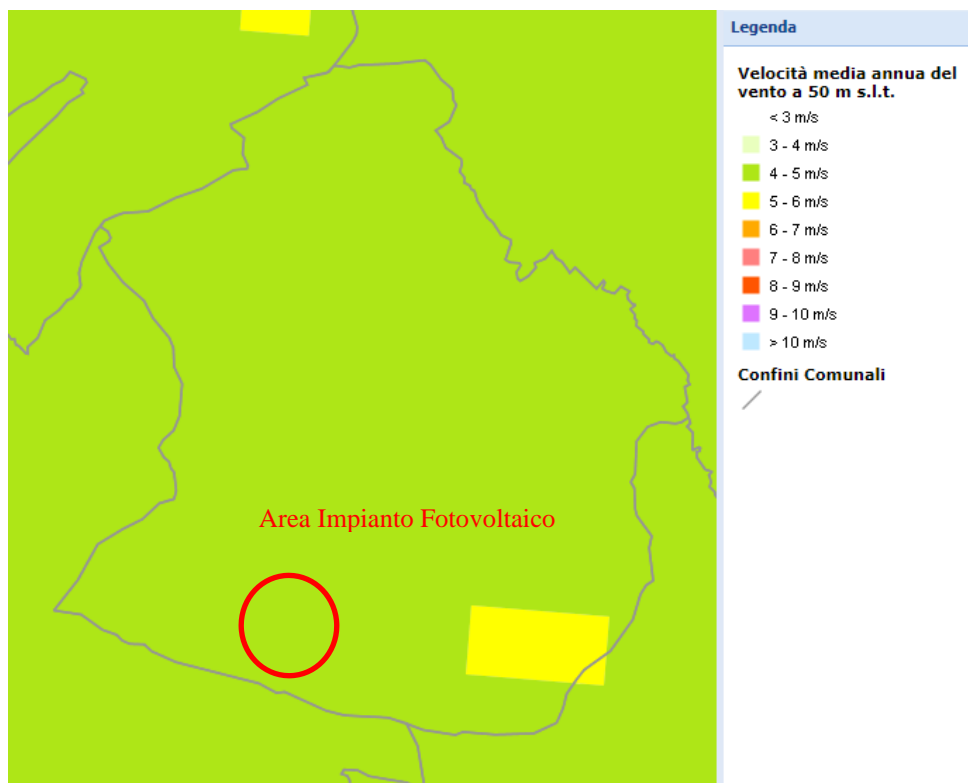 Legenda
Velocità media annua del
vento a 50 m s.l.t.
< 3 m/s
3 - 4 m/s
4 - 5 m/s
5 - 6 m/s
6 - 7 m/s
7 - 8 m/s
8 - 9 m/s
9 - 10 m/s
> 10 m/s
Confini Comunali
Area Impianto Fotovoltaico